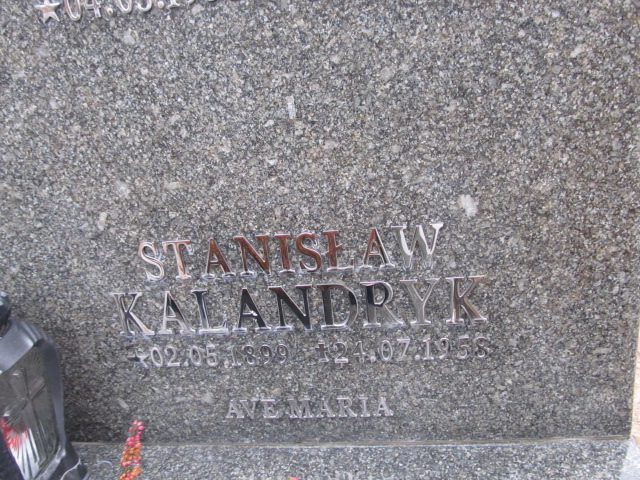 STANISŁAW
KALANDRYK
★02.05.1899 †24.07.1958
AVE MARIA